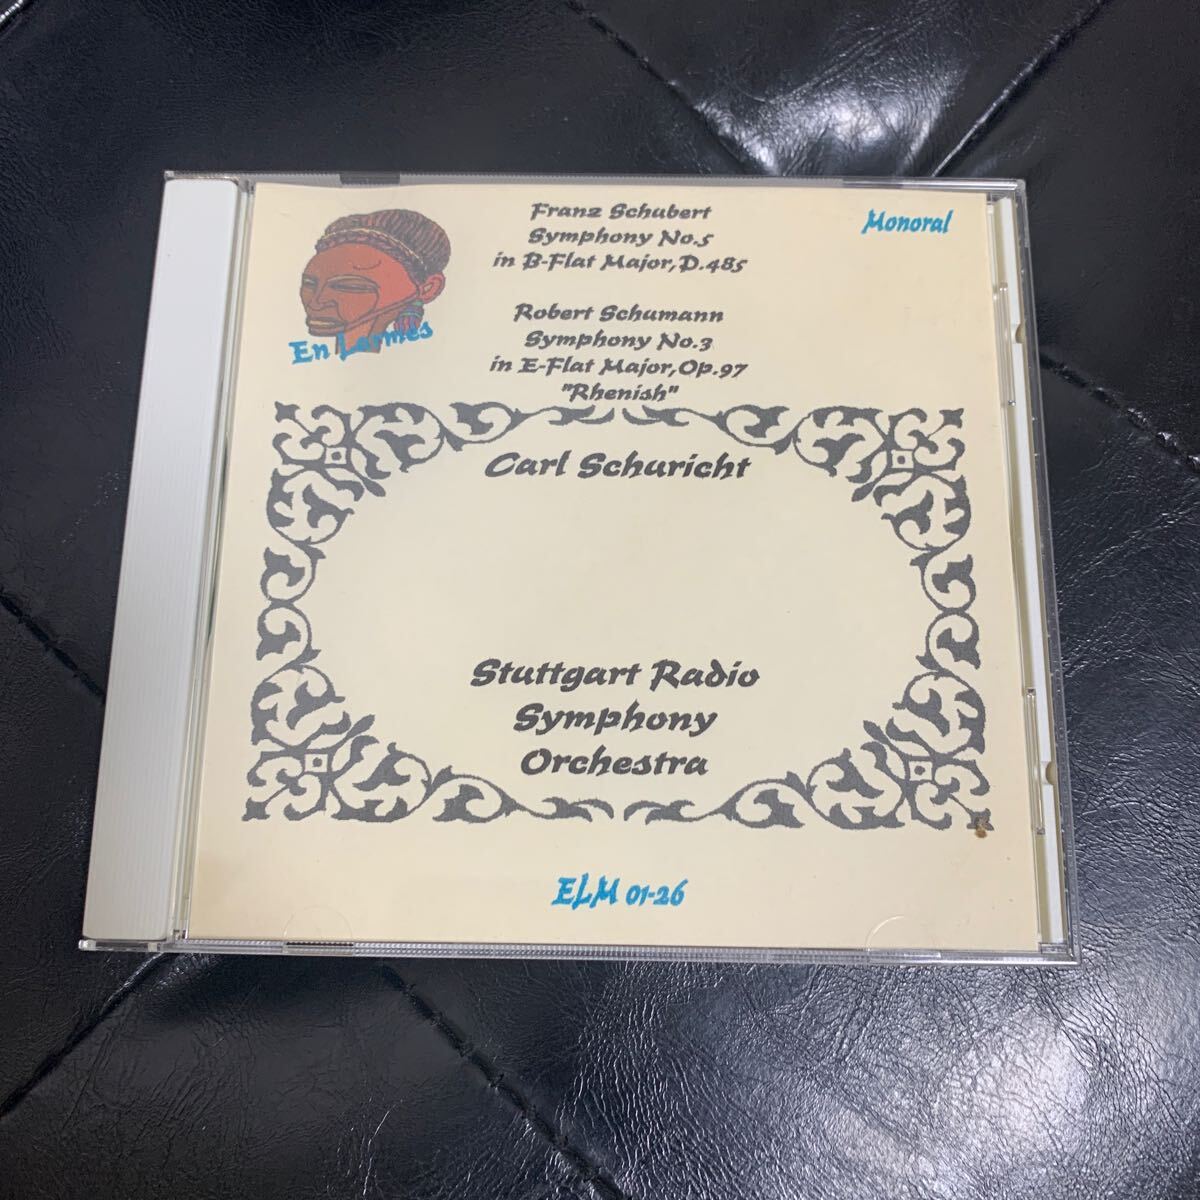 Franz Schubert
Symphony No.5
in B-Flat Major, D.485
Monoral
En Larmes
Robert Schumann
Symphony No.3
in E-Flat Major, Op.97
"Rhenish"
Carl Schuricht
Stuttgart Radio
Symphony
Orchestra
ELM 01-26